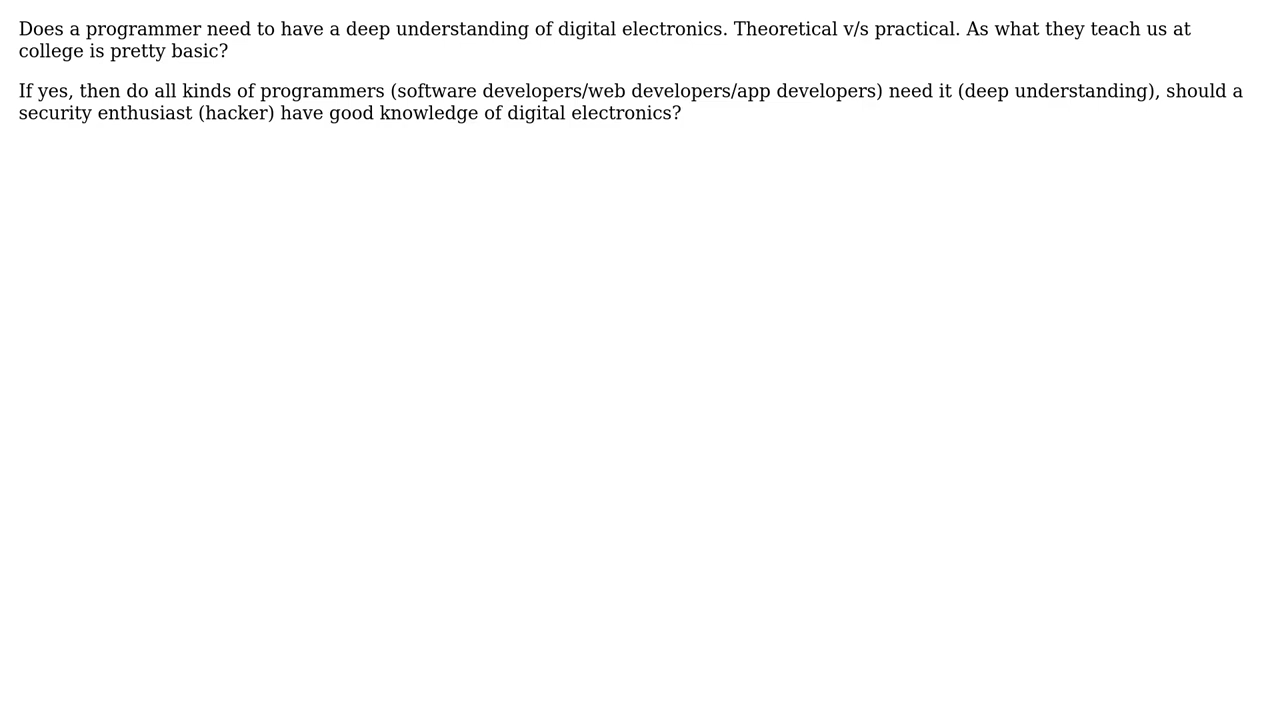 Does a programmer need to have a deep understanding of digital electronics. Theoretical v/s practical. As what they teach us at
college is pretty basic?
If yes, then do all kinds of programmers (software developers/web developers/app developers) need it (deep understanding), should a
security enthusiast (hacker) have good knowledge of digital electronics?